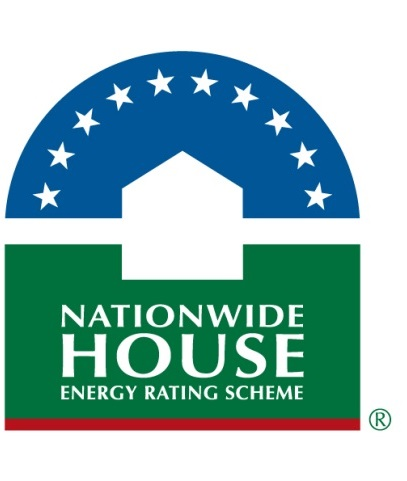 NATIONWIDE
HOUSE
ENERGY RATING SCHEME
®